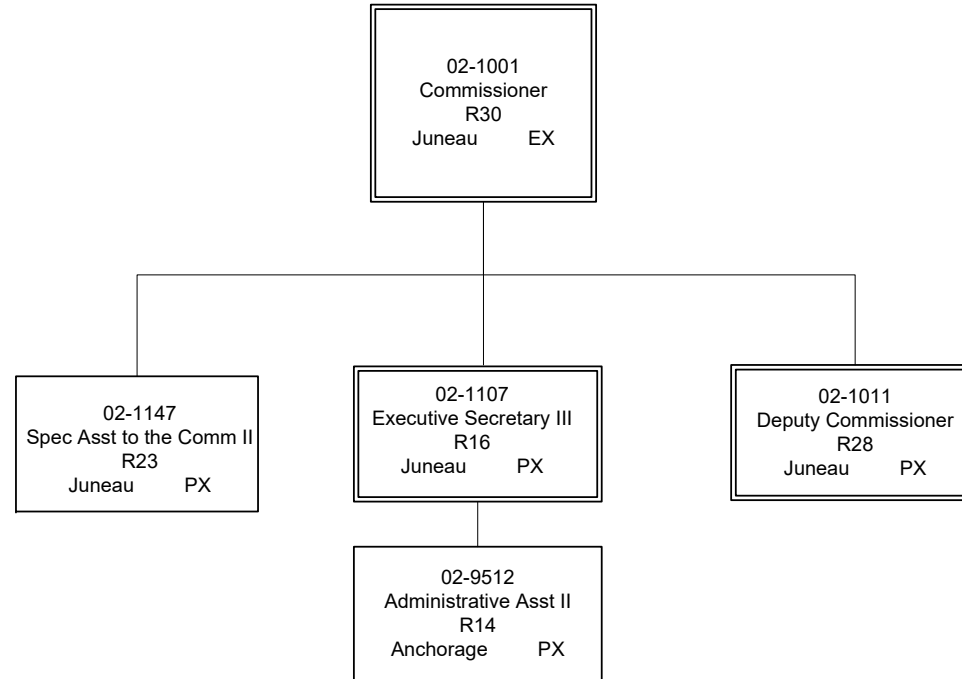 02-1001
Commissioner
R30
Juneau EX
02-1147
Spec Asst to the Comm II
R23
Juneau PX
02-1107
Executive Secretary III
R16
Juneau PX
02-1011
Deputy Commissioner
R28
Juneau PX
02-9512
Administrative Asst II
R14
Anchorage PX